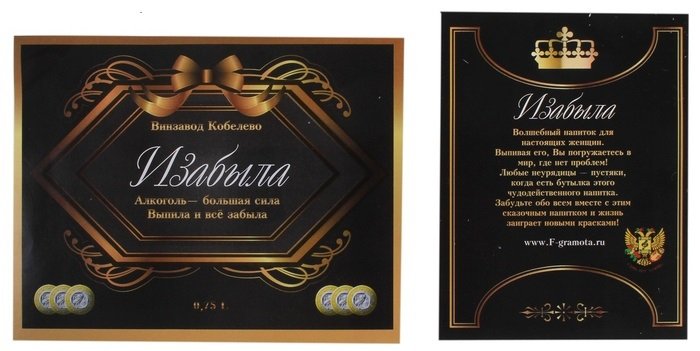 Винзавод Кобелево
Изабыла
Алкоголь— большая сила
Выпила и всё забыла
0,75 l.
Изабыла
Волшебный напиток для
настоящих женщин.
Выпивая его, Вы погружаетесь в
мир, где нет проблем!
Любые неурядицы — пустяки,
когда есть бутылка этого
чудодейственного напитка.
Забудьте обо всем вместе с этим
сказочным напитком и жизнь
заиграет новыми красками!
www.F-gramota.ru